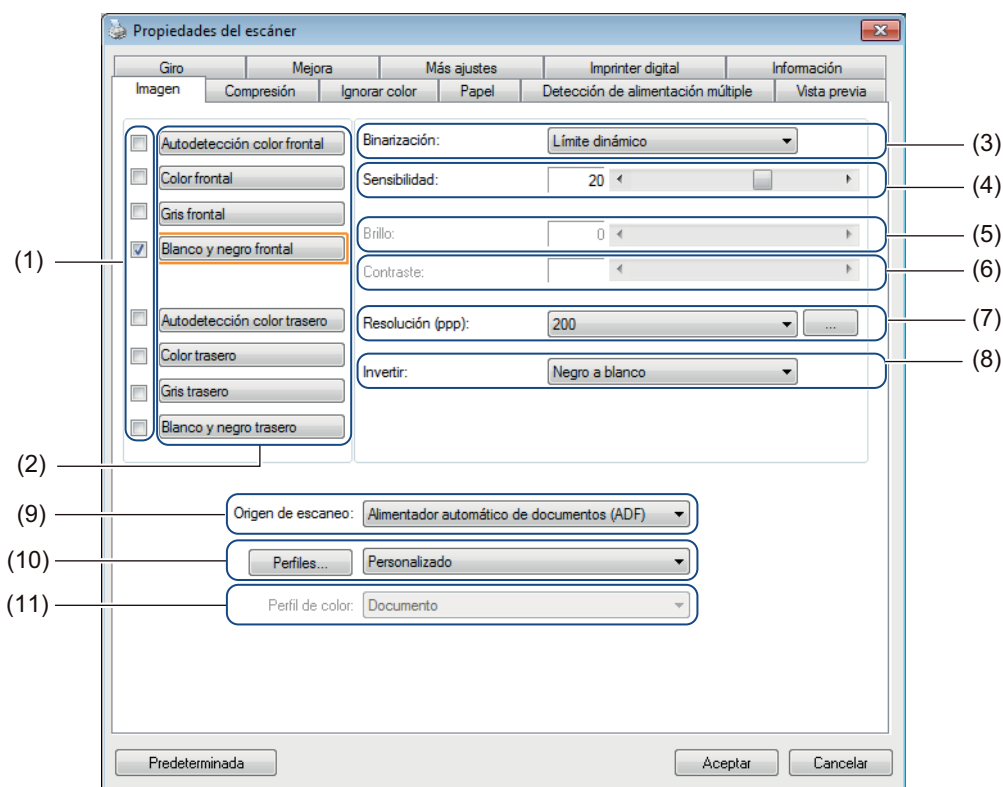 Propiedades del escáner
Giro Mejora Más ajustes Imprinter digital Información
Imagen Compresión Ignorar color Papel Detección de alimentación múltiple Vista previa
Autodetección color frontal
Color frontal
Gris frontal
Blanco y negro frontal
Autodetección color trasero
Color trasero
Gris trasero
Blanco y negro trasero
(1)
(2)
Binarización: Límite dinámico (3)
Sensibilidad: 20 (4)
Brillo: 0 (5)
Contraste: (6)
Resolución (ppp): 200 ... (7)
Invertir: Negro a blanco (8)
(9) Origen de escaneo: Alimentador automático de documentos (ADF)
(10) Perfiles... Personalizado
(11) Perfil de color: Documento
Predeterminada Aceptar Cancelar